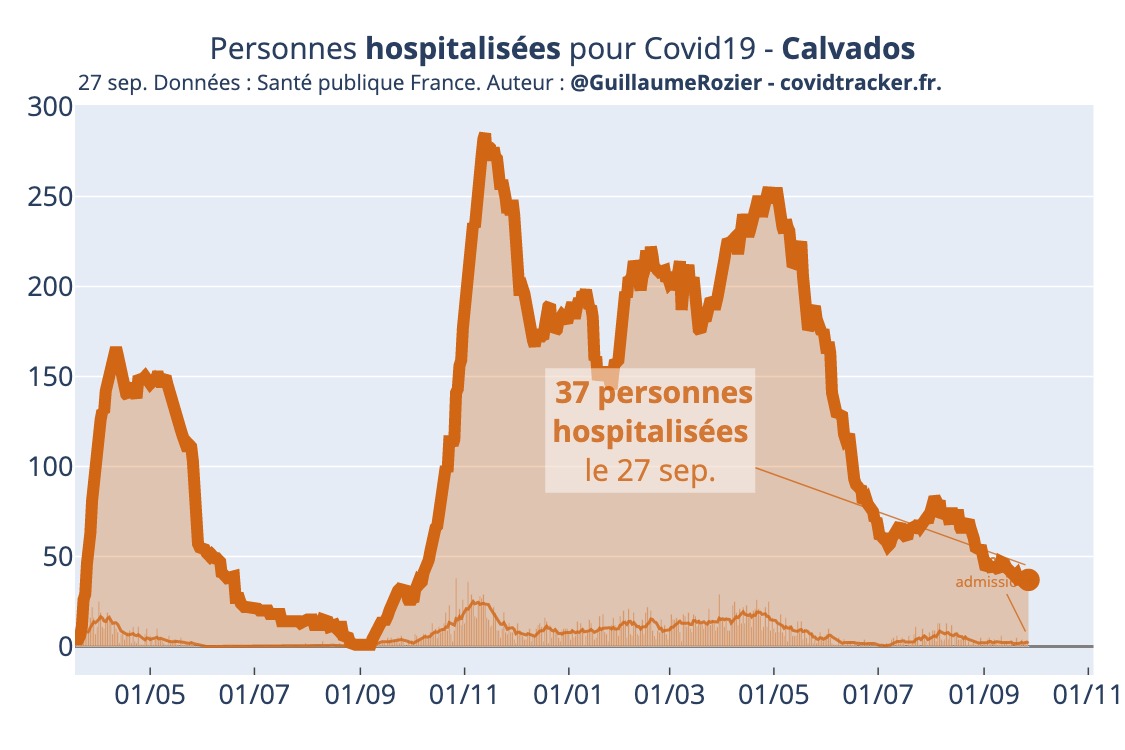 Personnes hospitalisées pour Covid19 - Calvados
27 sep. Données : Santé publique France. Auteur : @GuillaumeRozier - covidtracker.fr.
300
250
200
150
100
50
0
37 personnes
hospitalisées
le 27 sep.
01/05 01/07 01/09 01/11 01/01 01/03 01/05 01/07 01/09 01/11